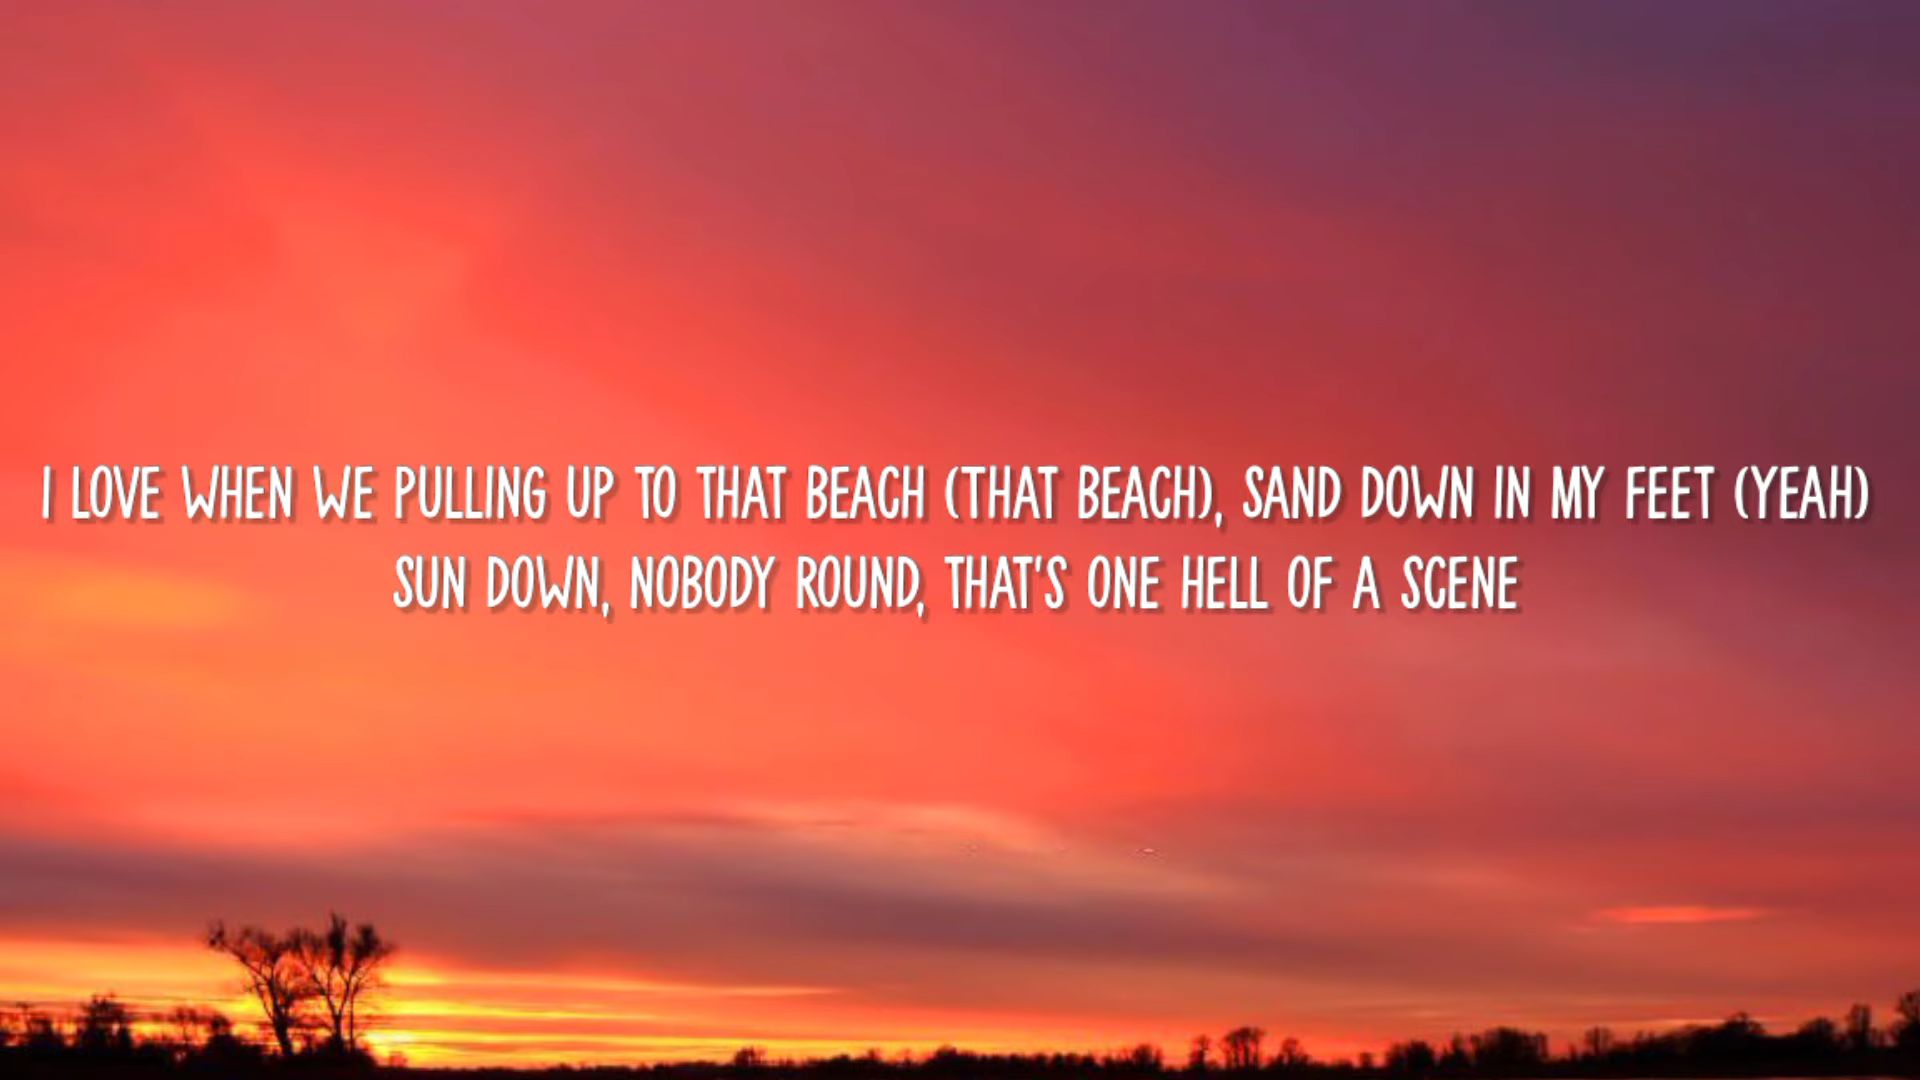 I LOVE WHEN WE PULLING UP TO THAT BEACH (THAT BEACH), SAND DOWN IN MY FEET (YEAH)
SUN DOWN, NOBODY ROUND, THAT'S ONE HELL OF A SCENE